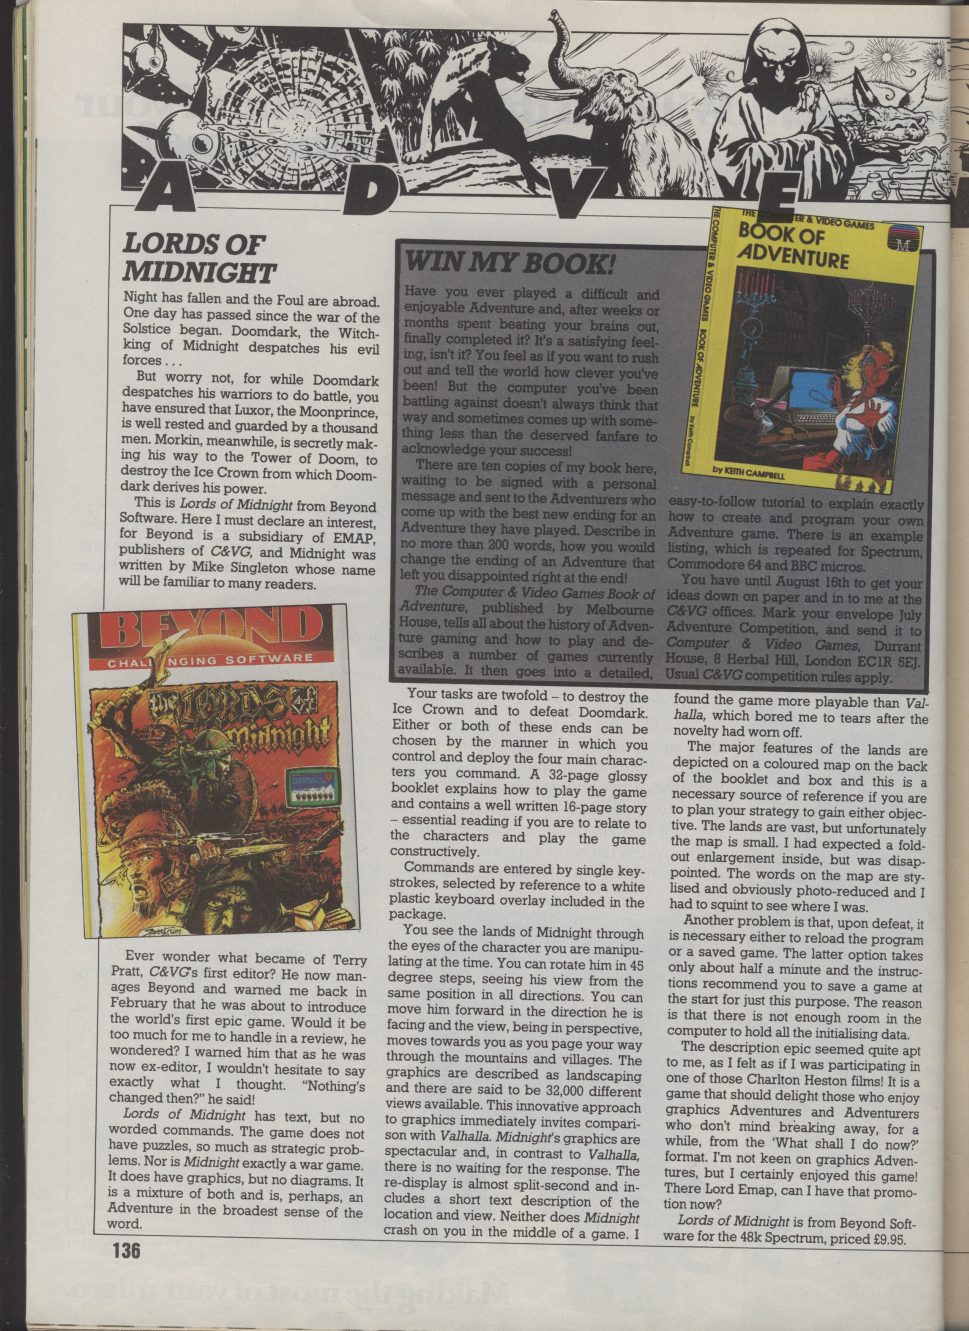 A D V E
LORDS OF
MIDNIGHT
Night has fallen and the Foul are abroad.
One day has passed since the war of the
Solstice began. Doomdark, the Witch-
king of Midnight despatches his evil
forces . . .
But worry not, for while Doomdark
despatches his warriors to do battle, you
have ensured that Luxor, the Moonprince,
is well rested and guarded by a thousand
men. Morkin, meanwhile, is secretly mak-
ing his way to the Tower of Doom, to
destroy the Ice Crown from which Doom-
dark derives his power.
This is Lords of Midnight from Beyond
Software. Here I must declare an interest,
for Beyond is a subsidiary of EMAP,
publishers of C&VG, and Midnight was
written by Mike Singleton whose name
will be familiar to many readers.
BEYOND
CHALLENGING SOFTWARE
the LORDS of
Midnight
Spectrum
Ever wonder what became of Terry
Pratt, C&VG's first editor? He now man-
ages Beyond and warned me back in
February that he was about to introduce
the world's first epic game. Would it be
too much for me to handle in a review, he
wondered? I warned him that as he was
now ex-editor, I wouldn't hesitate to say
exactly what I thought. "Nothing's
changed then?" he said!
Lords of Midnight has text, but no
worded commands. The game does not
have puzzles, so much as strategic prob-
lems. Nor is Midnight exactly a war game.
It does have graphics, but no diagrams. It
is a mixture of both and is, perhaps, an
Adventure in the broadest sense of the
word.
WIN MY BOOK!
Have you ever played a difficult and
enjoyable Adventure and, after weeks or
months spent beating your brains out,
finally completed it? It's a satisfying feel-
ing, isn't it? You feel as if you want to rush
out and tell the world how clever you've
been! But the computer you've been
battling against doesn't always think that
way and sometimes comes up with some-
thing less than the deserved fanfare to
acknowledge your success!
There are ten copies of my book here,
waiting to be signed with a personal
message and sent to the Adventurers who
come up with the best new ending for an
Adventure they have played. Describe in
no more than 200 words, how you would
change the ending of an Adventure that
left you disappointed right at the end!
The Computer & Video Games Book of
Adventure, published by Melbourne
House, tells all about the history of Adven-
ture gaming and how to play and de-
scribes a number of games currently
available. It then goes into a detailed,
THE COMPUTER & VIDEO GAMES BOOK OF ADVENTURE by Keith Campbell
THE COMPUTER & VIDEO GAMES
BOOK OF
ADVENTURE
M
by KEITH CAMPBELL
easy-to-follow tutorial to explain exactly
how to create and program your own
Adventure game. There is an example
listing, which is repeated for Spectrum,
Commodore 64 and BBC micros.
You have until August 16th to get your
ideas down on paper and in to me at the
C&VG offices. Mark your envelope July
Adventure Competition, and send it to
Computer & Video Games, Durrant
House, 8 Herbal Hill, London EC1R 5EJ.
Usual C&VG competition rules apply.
Your tasks are twofold – to destroy the
Ice Crown and to defeat Doomdark.
Either or both of these ends can be
chosen by the manner in which you
control and deploy the four main charac-
ters you command. A 32-page glossy
booklet explains how to play the game
and contains a well written 16-page story
– essential reading if you are to relate to
the characters and play the game
constructively.
Commands are entered by single key-
strokes, selected by reference to a white
plastic keyboard overlay included in the
package.
You see the lands of Midnight through
the eyes of the character you are manipu-
lating at the time. You can rotate him in 45
degree steps, seeing his view from the
same position in all directions. You can
move him forward in the direction he is
facing and the view, being in perspective,
moves towards you as you page your way
through the mountains and villages. The
graphics are described as landscaping
and there are said to be 32,000 different
views available. This innovative approach
to graphics immediately invites compari-
son with Valhalla. Midnight's graphics are
spectacular and, in contrast to Valhalla,
there is no waiting for the response. The
re-display is almost split-second and in-
cludes a short text description of the
location and view. Neither does Midnight
crash on you in the middle of a game. I
found the game more playable than Val-
halla, which bored me to tears after the
novelty had worn off.
The major features of the lands are
depicted on a coloured map on the back
of the booklet and box and this is a
necessary source of reference if you are
to plan your strategy to gain either objec-
tive. The lands are vast, but unfortunately
the map is small. I had expected a fold-
out enlargement inside, but was disap-
pointed. The words on the map are sty-
lised and obviously photo-reduced and I
had to squint to see where I was.
Another problem is that, upon defeat, it
is necessary either to reload the program
or a saved game. The latter option takes
only about half a minute and the instruc-
tions recommend you to save a game at
the start for just this purpose. The reason
is that there is not enough room in the
computer to hold all the initialising data.
The description epic seemed quite apt
to me, as I felt as if I was participating in
one of those Charlton Heston films! It is a
game that should delight those who enjoy
graphics Adventures and Adventurers
who don't mind breaking away, for a
while, from the 'What shall I do now?'
format. I'm not keen on graphics Adven-
tures, but I certainly enjoyed this game!
There Lord Emap, can I have that promo-
tion now?
Lords of Midnight is from Beyond Soft-
ware for the 48k Spectrum, priced £9.95.
136